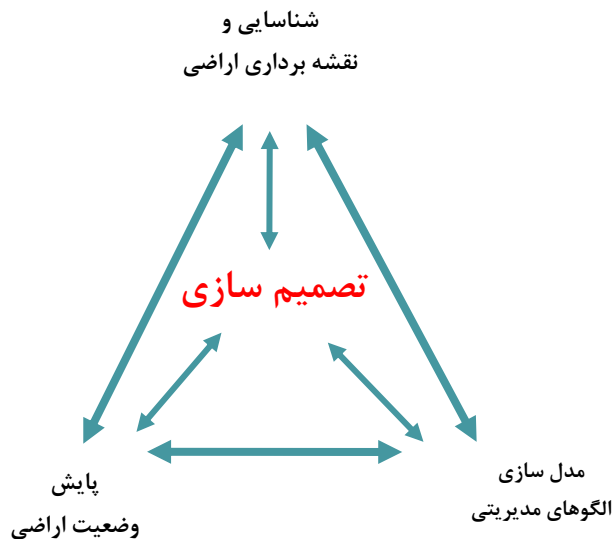 شناسایی و
نقشه برداری اراضی
تصمیم سازی
مدل سازی
الگوهای مدیریتی
پایش
وضعیت اراضی